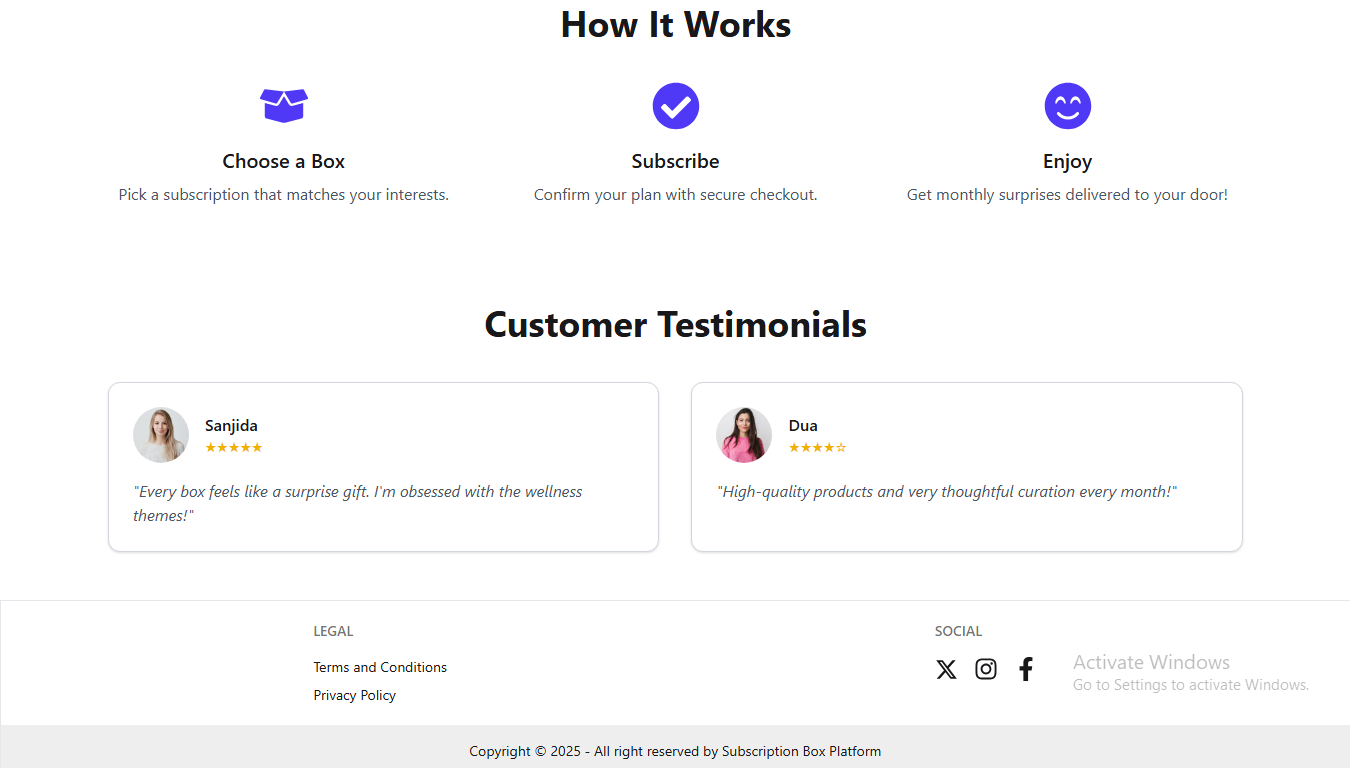 How It Works
Choose a Box
Subscribe
Enjoy
Pick a subscription that matches your interests.
Confirm your plan with secure checkout.
Get monthly surprises delivered to your door!
Customer Testimonials
Sanjida
★★★★★
"Every box feels like a surprise gift. I'm obsessed with the wellness
themes!"
Dua
★★★★☆
"High-quality products and very thoughtful curation every month!"
LEGAL
Terms and Conditions
Privacy Policy
SOCIAL
Activate Windows
Go to Settings to activate Windows.
Copyright © 2025 - All right reserved by Subscription Box Platform